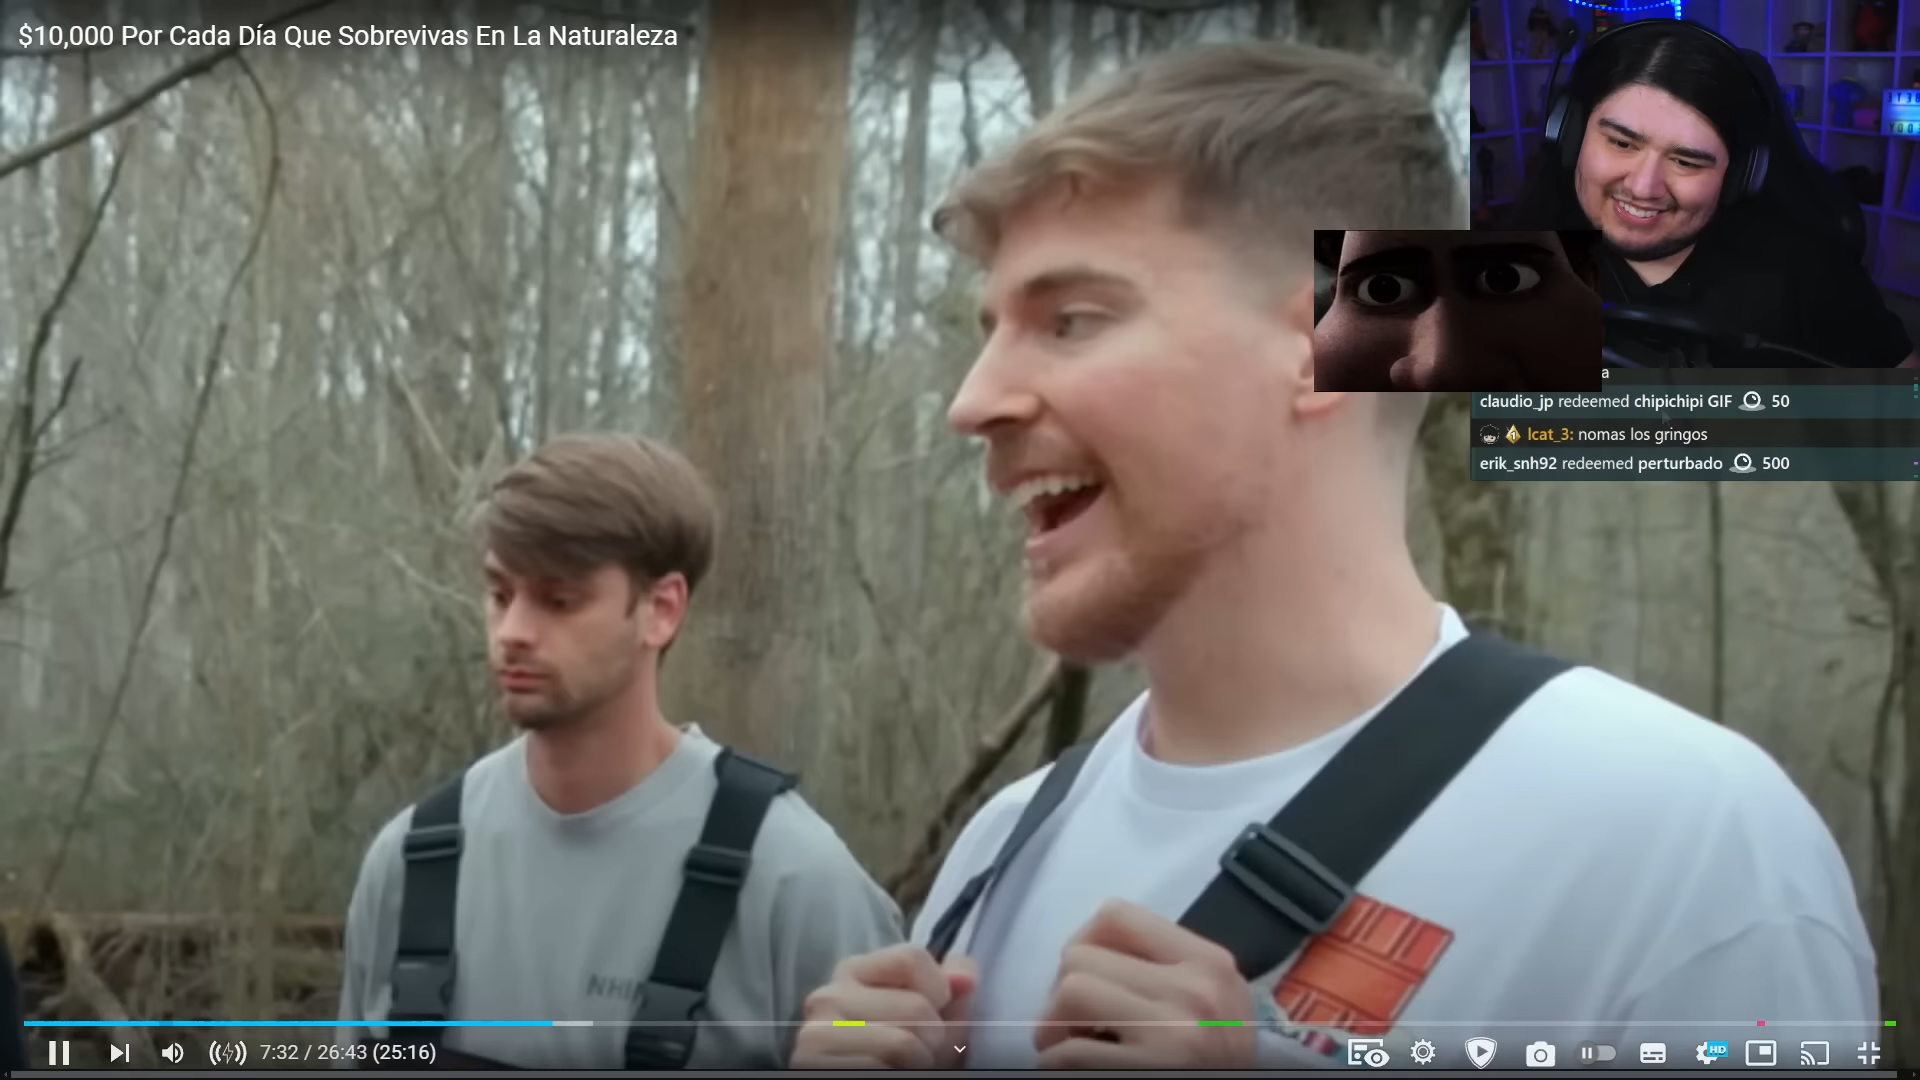 $10,000 Por Cada Día Que Sobrevivas En La Naturaleza
a
claudio_jp redeemed chipichipi GIF 50
lcat_3: nomas los gringos
erik_snh92 redeemed perturbado 500
7:32 / 26:43 (25:16)
HD